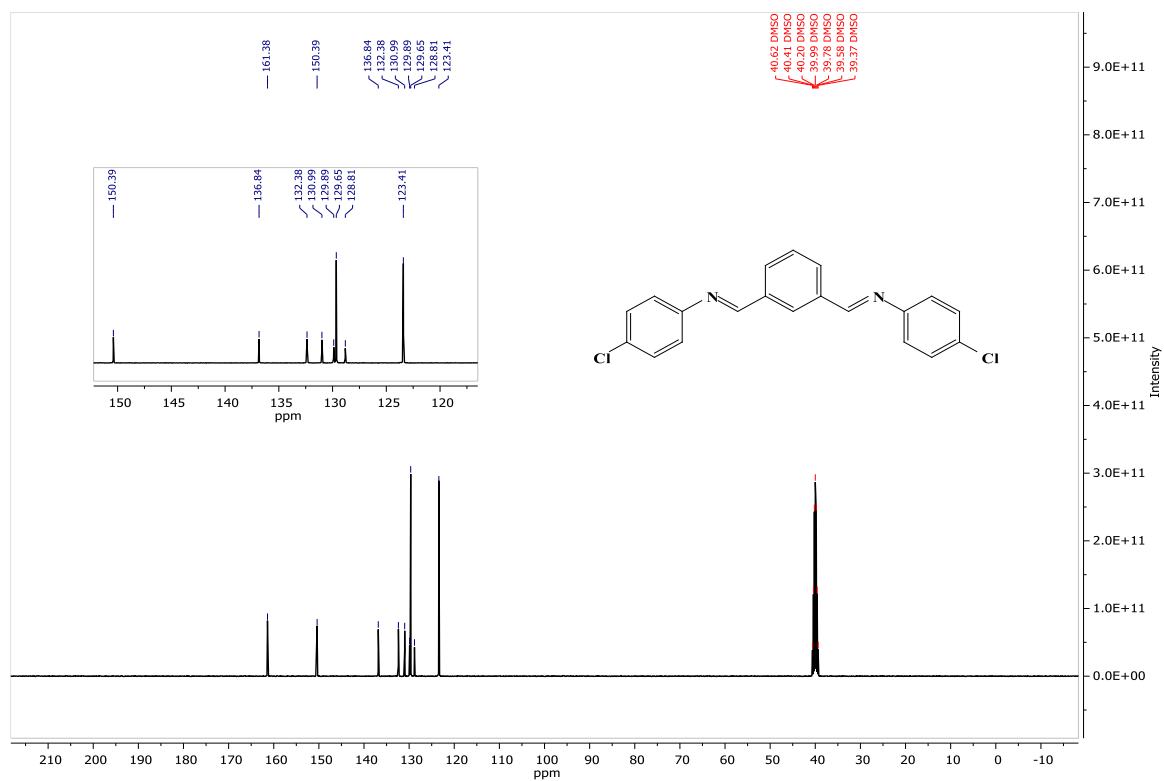 161.38
150.39
136.84
132.38
130.99
129.89
129.65
128.81
123.41
40.62 DMSO
40.41 DMSO
40.20 DMSO
39.99 DMSO
39.78 DMSO
39.58 DMSO
39.37 DMSO
9.0E+11
8.0E+11
7.0E+11
6.0E+11
5.0E+11
4.0E+11
3.0E+11
2.0E+11
1.0E+11
0.0E+00
Intensity
150.39
136.84
132.38
130.99
129.89
129.65
128.81
123.41
150 145 140 135 130 125 120
ppm
N N
Cl Cl
210 200 190 180 170 160 150 140 130 120 110 100 90 80 70 60 50 40 30 20 10 0 -10
ppm